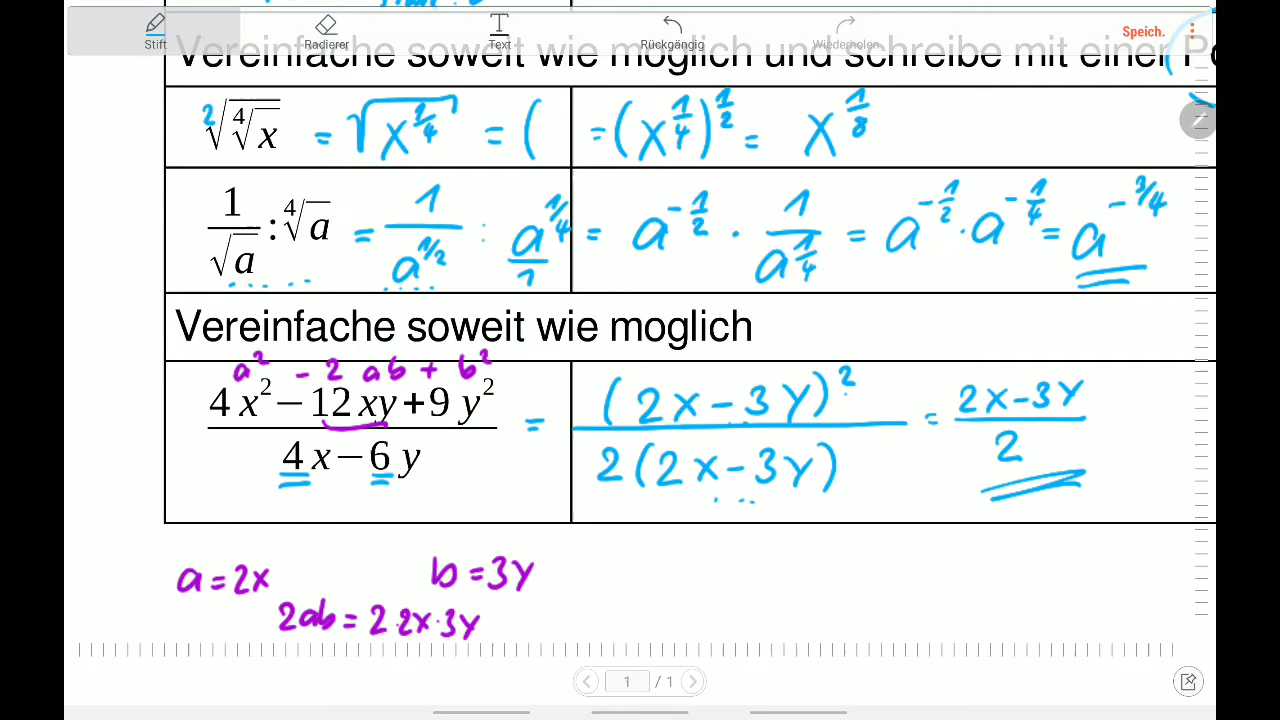 Stift Radierer Text Rückgängig Wiederholen Speich.
Vereinfache soweit wie möglich und schreibe mit einer
²√⁴√x = √x^(2/4) = ( = (x^(1/4))^(1/2) = x^(1/8)
1/√a : ⁴√a = 1/a^(1/2) : a^(1/4)/1 = a^(-1/2) · 1/a^(1/4) = a^(-1/2) · a^(-1/4) = a^(-3/4)
Vereinfache soweit wie moglich
a² - 2 ab + b²
(4x² − 12xy + 9y²)/(4x − 6y) = (2x - 3y)²/(2(2x - 3y)) = (2x - 3y)/2
a = 2x b = 3y
2ab = 2·2x·3y
1 / 1